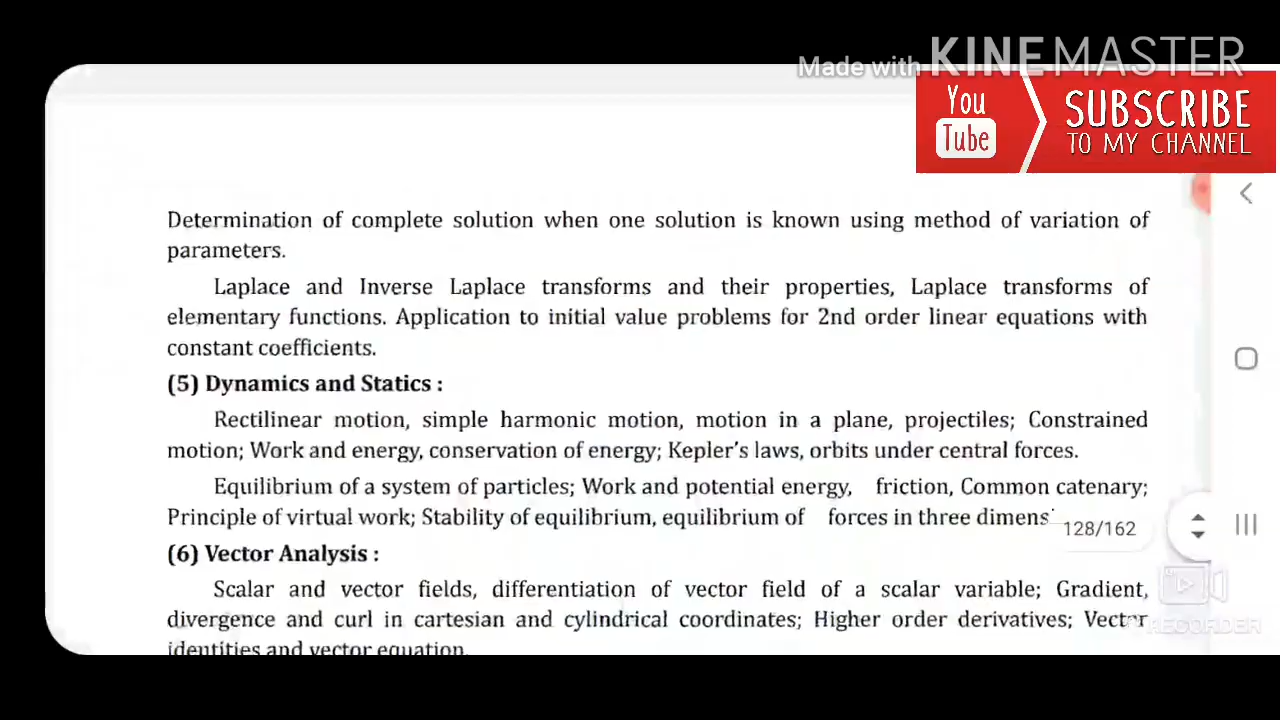 Made with KINEMASTER
You
Tube
SUBSCRIBE
TO MY CHANNEL
Determination of complete solution when one solution is known using method of variation of
parameters.
Laplace and Inverse Laplace transforms and their properties, Laplace transforms of
elementary functions. Application to initial value problems for 2nd order linear equations with
constant coefficients.
(5) Dynamics and Statics :
Rectilinear motion, simple harmonic motion, motion in a plane, projectiles; Constrained
motion; Work and energy, conservation of energy; Kepler's laws, orbits under central forces.
Equilibrium of a system of particles; Work and potential energy, friction, Common catenary;
Principle of virtual work; Stability of equilibrium, equilibrium of forces in three dimens
128/162
(6) Vector Analysis :
Scalar and vector fields, differentiation of vector field of a scalar variable; Gradient,
divergence and curl in cartesian and cylindrical coordinates; Higher order derivatives; Vector
RECORDER
identities and vector equation.